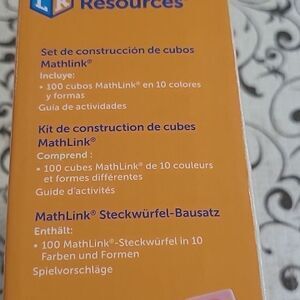 LR Resources®
Set de construcción de cubos
MathLink®
Incluye:
• 100 cubos MathLink® en 10 colores
y formas
Guía de actividades
Kit de construction de cubes
MathLink®
Comprend :
• 100 cubes MathLink® de 10 couleurs
et formes différentes
Guide d'activités
MathLink® Steckwürfel-Bausatz
Enthält:
• 100 MathLink®-Steckwürfel in 10
Farben und Formen
Spielvorschläge